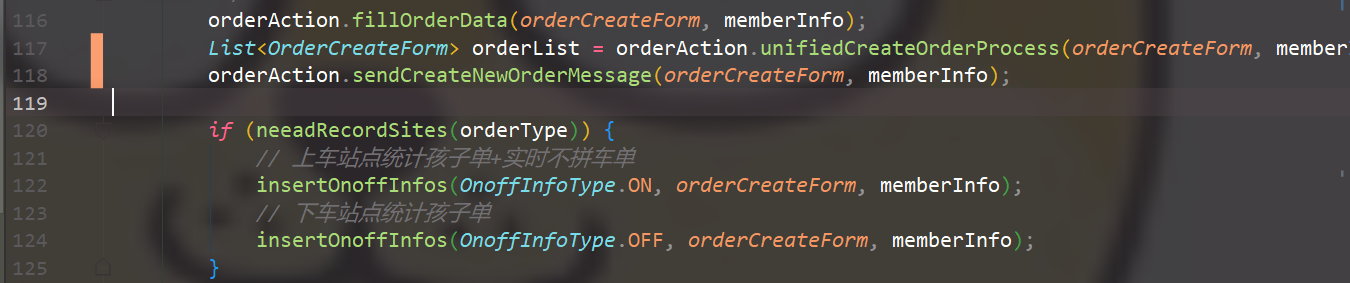 116 orderAction.fillOrderData(orderCreateForm, memberInfo);
117 List<OrderCreateForm> orderList = orderAction.unifiedCreateOrderProcess(orderCreateForm, member
118 orderAction.sendCreateNewOrderMessage(orderCreateForm, memberInfo);
119
120 if (neeadRecordSites(orderType)) {
121 // 上车站点统计孩子单+实时不拼车单
122 insertOnoffInfos(OnoffInfoType.ON, orderCreateForm, memberInfo);
123 // 下车站点统计孩子单
124 insertOnoffInfos(OnoffInfoType.OFF, orderCreateForm, memberInfo);
125 }